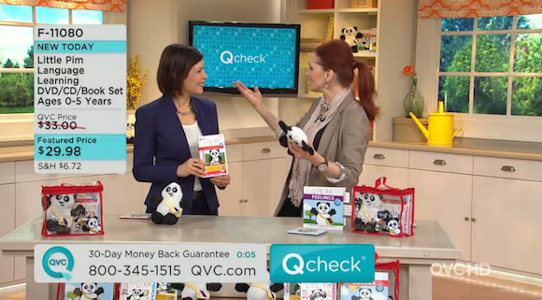 F-11080
NEW TODAY
Little Pim
Language
Learning
DVD/CD/Book Set
Ages 0-5 Years
QVC Price
$33.00
Featured Price
$29.98
S&H $6.72
Qcheck
FEELINGS
QVC
30-Day Money Back Guarantee 0:05
800-345-1515 QVC.com
Qcheck®
QVCHD